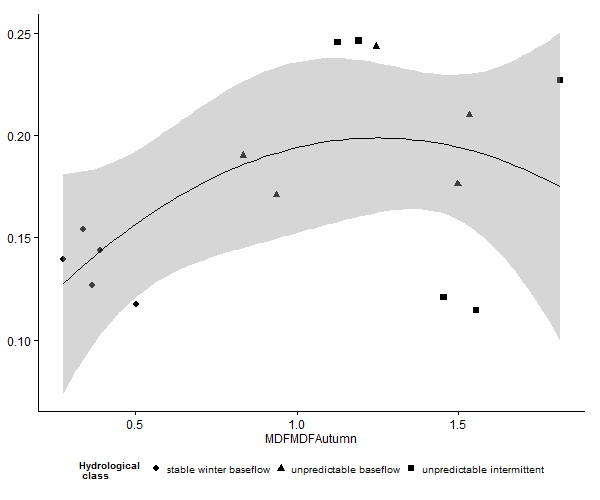 0.25
0.20
0.15
0.10
0.5 1.0 1.5
MDFMDFAutumn
Hydrological
class
stable winter baseflow unpredictable baseflow unpredictable intermittent